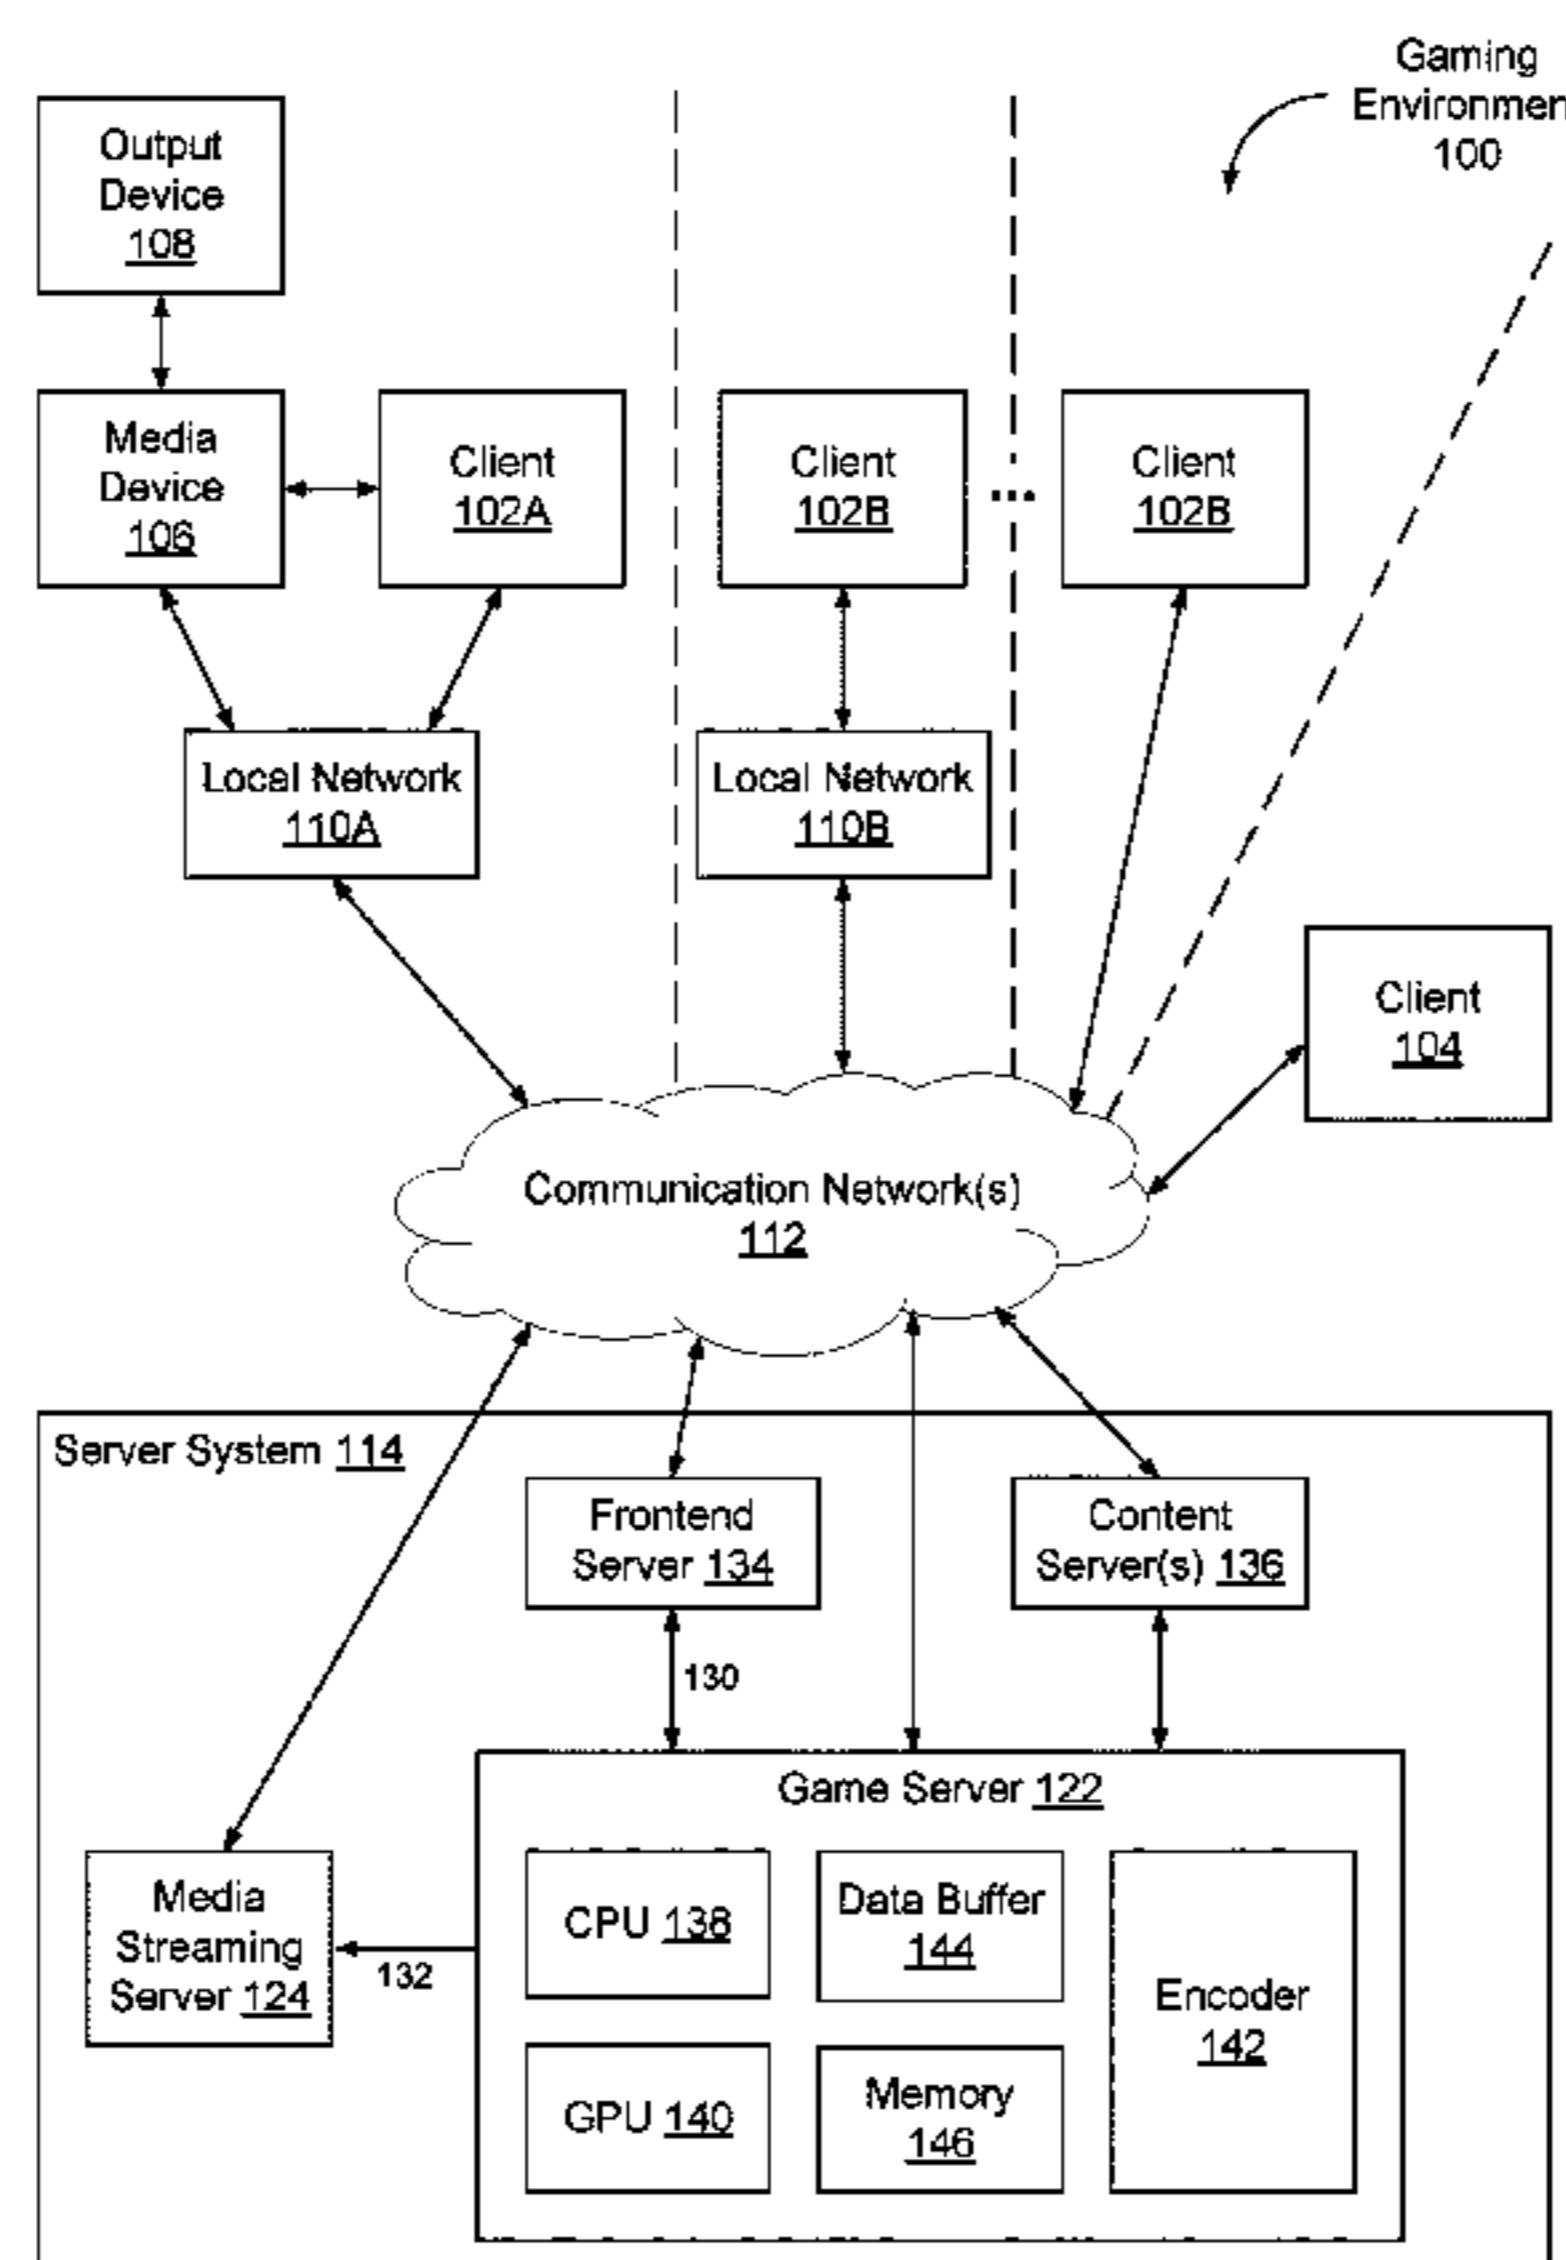 Gaming
Environmen
100
Output
Device
108
Media
Device
106
Client
102A
Client
102B
...
Client
102B
Local Network
110A
Local Network
110B
Client
104
Communication Network(s)
112
Server System 114
Frontend
Server 134
Content
Server(s) 136
130
Game Server 122
Media
Streaming
Server 124
132
CPU 138
Data Buffer
144
Encoder
142
GPU 140
Memory
146